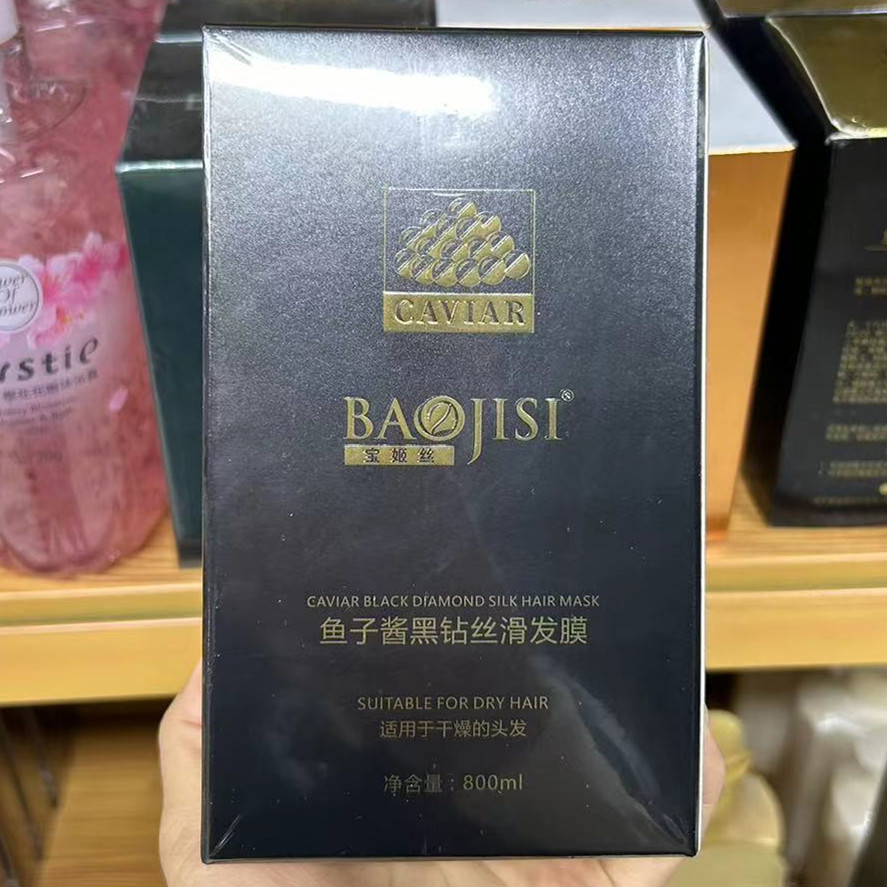 CAVIAR
BAOJISI®
宝姬丝
CAVIAR BLACK DIAMOND SILK HAIR MASK
鱼子酱黑钻丝滑发膜
SUITABLE FOR DRY HAIR
适用于干燥的头发
净含量：800ml